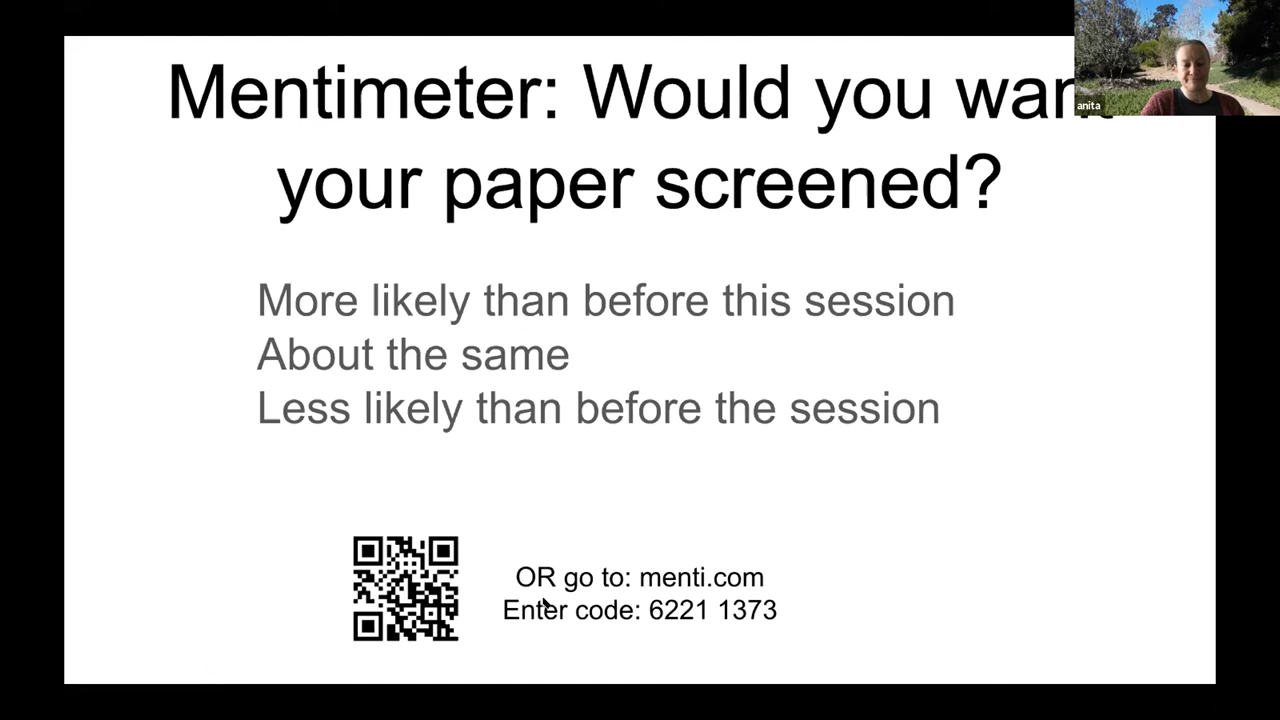 Mentimeter: Would you want
your paper screened?
anita
More likely than before this session
About the same
Less likely than before the session
OR go to: menti.com
Enter code: 6221 1373